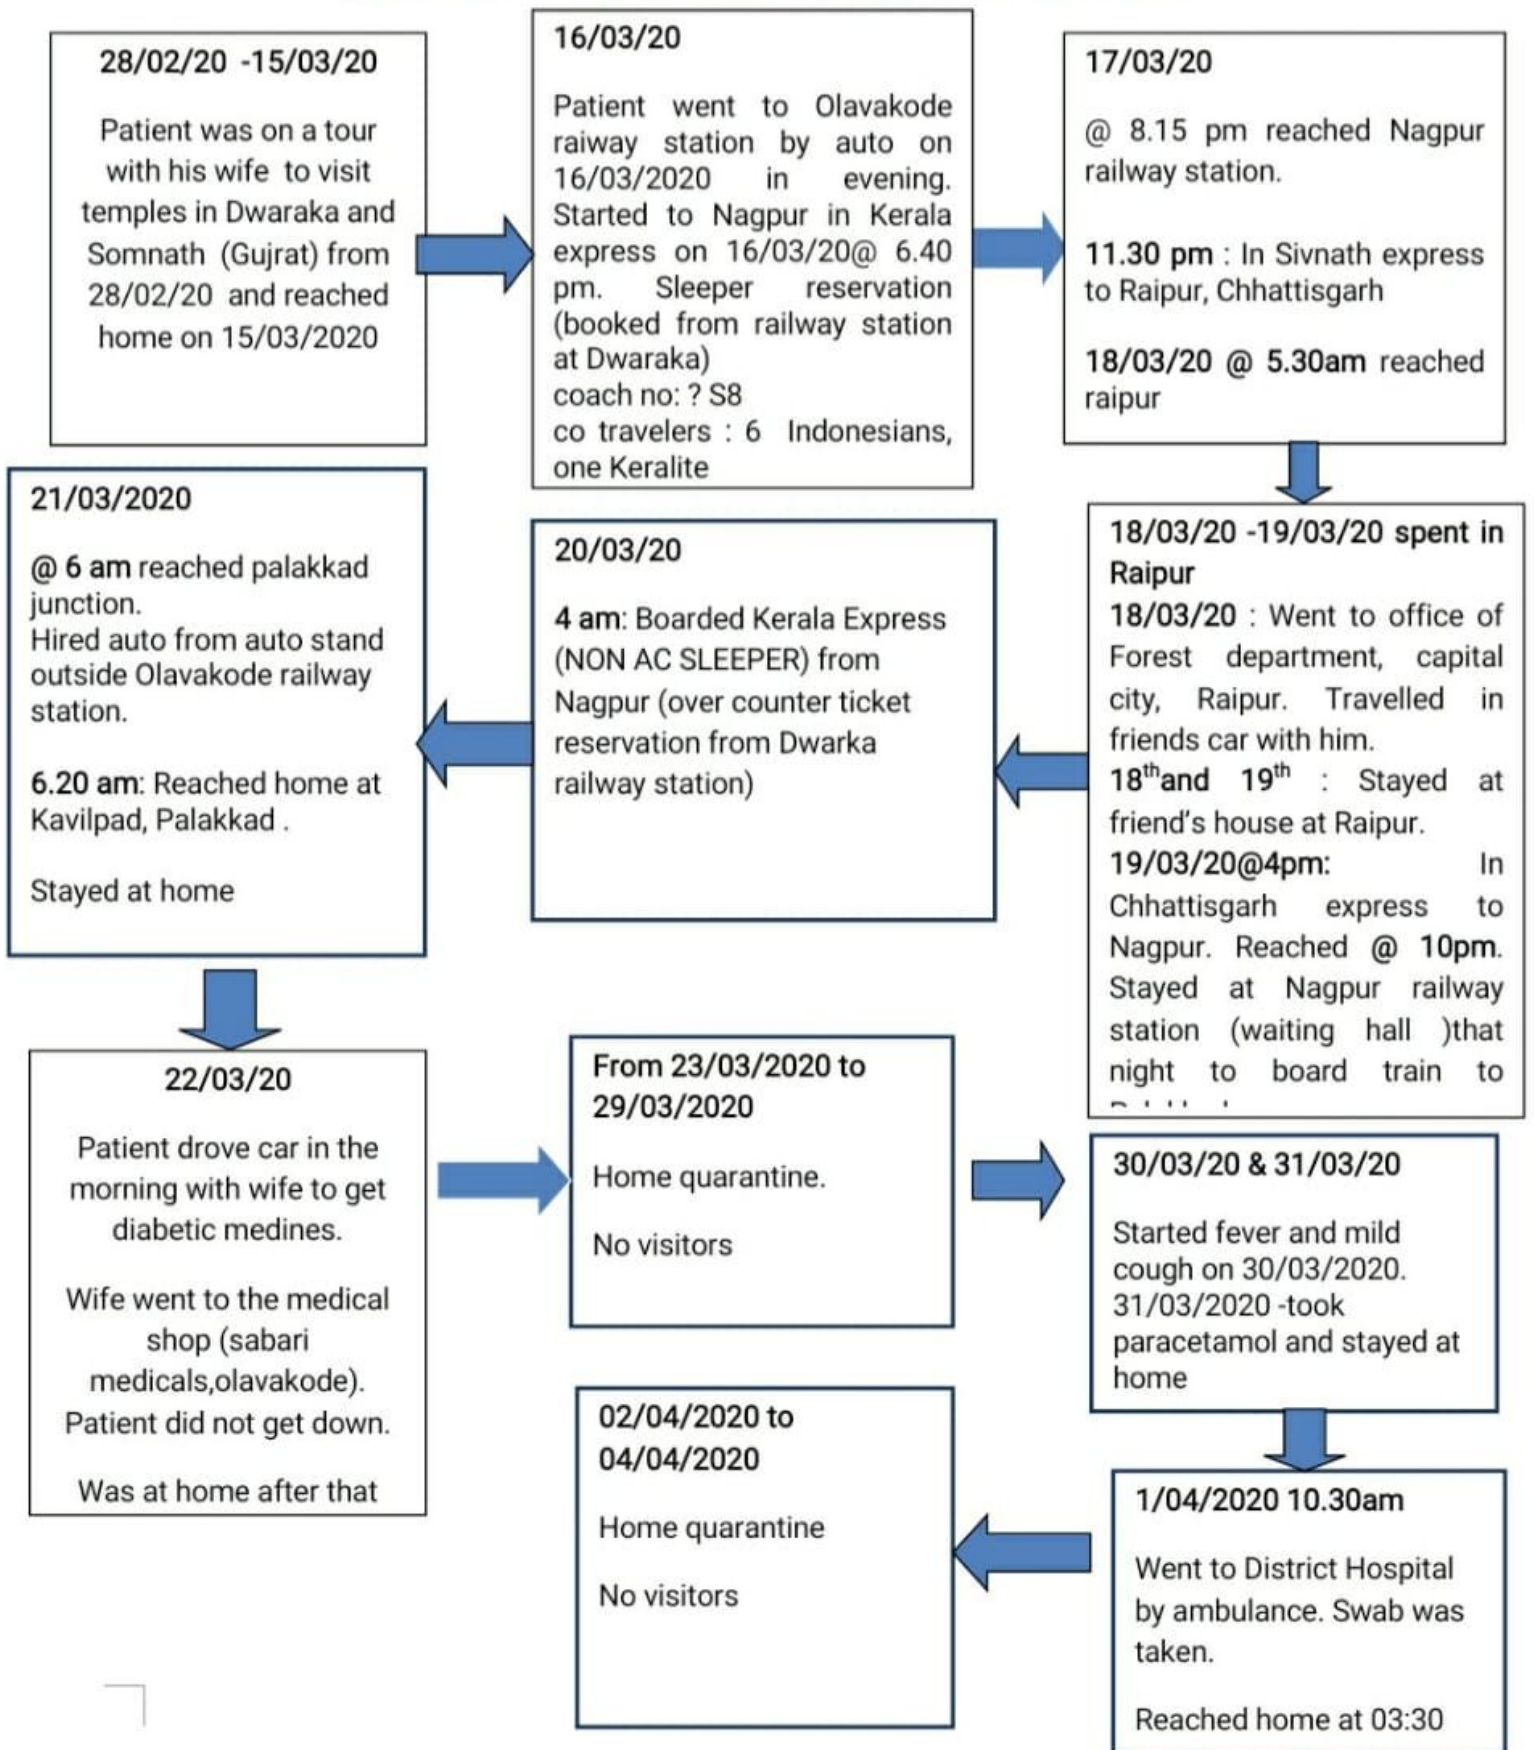 28/02/20 -15/03/20
Patient was on a tour
with his wife to visit
temples in Dwaraka and
Somnath (Gujrat) from
28/02/20 and reached
home on 15/03/2020
16/03/20
Patient went to Olavakode
raiway station by auto on
16/03/2020 in evening.
Started to Nagpur in Kerala
express on 16/03/20@ 6.40
pm. Sleeper reservation
(booked from railway station
at Dwaraka)
coach no: ? S8
co travelers : 6 Indonesians,
one Keralite
17/03/20
@ 8.15 pm reached Nagpur
railway station.
11.30 pm : In Sivnath express
to Raipur, Chhattisgarh
18/03/20 @ 5.30am reached
raipur
18/03/20 -19/03/20 spent in
Raipur
18/03/20 : Went to office of
Forest department, capital
city, Raipur. Travelled in
friends car with him.
18th and 19th : Stayed at
friend's house at Raipur.
19/03/20@4pm: In
Chhattisgarh express to
Nagpur. Reached @ 10pm.
Stayed at Nagpur railway
station (waiting hall )that
night to board train to
20/03/20
4 am: Boarded Kerala Express
(NON AC SLEEPER) from
Nagpur (over counter ticket
reservation from Dwarka
railway station)
21/03/2020
@ 6 am reached palakkad
junction.
Hired auto from auto stand
outside Olavakode railway
station.
6.20 am: Reached home at
Kavilpad, Palakkad .
Stayed at home
22/03/20
Patient drove car in the
morning with wife to get
diabetic medines.
Wife went to the medical
shop (sabari
medicals,olavakode).
Patient did not get down.
Was at home after that
From 23/03/2020 to
29/03/2020
Home quarantine.
No visitors
30/03/20 & 31/03/20
Started fever and mild
cough on 30/03/2020.
31/03/2020 -took
paracetamol and stayed at
home
1/04/2020 10.30am
Went to District Hospital
by ambulance. Swab was
taken.
Reached home at 03:30
02/04/2020 to
04/04/2020
Home quarantine
No visitors